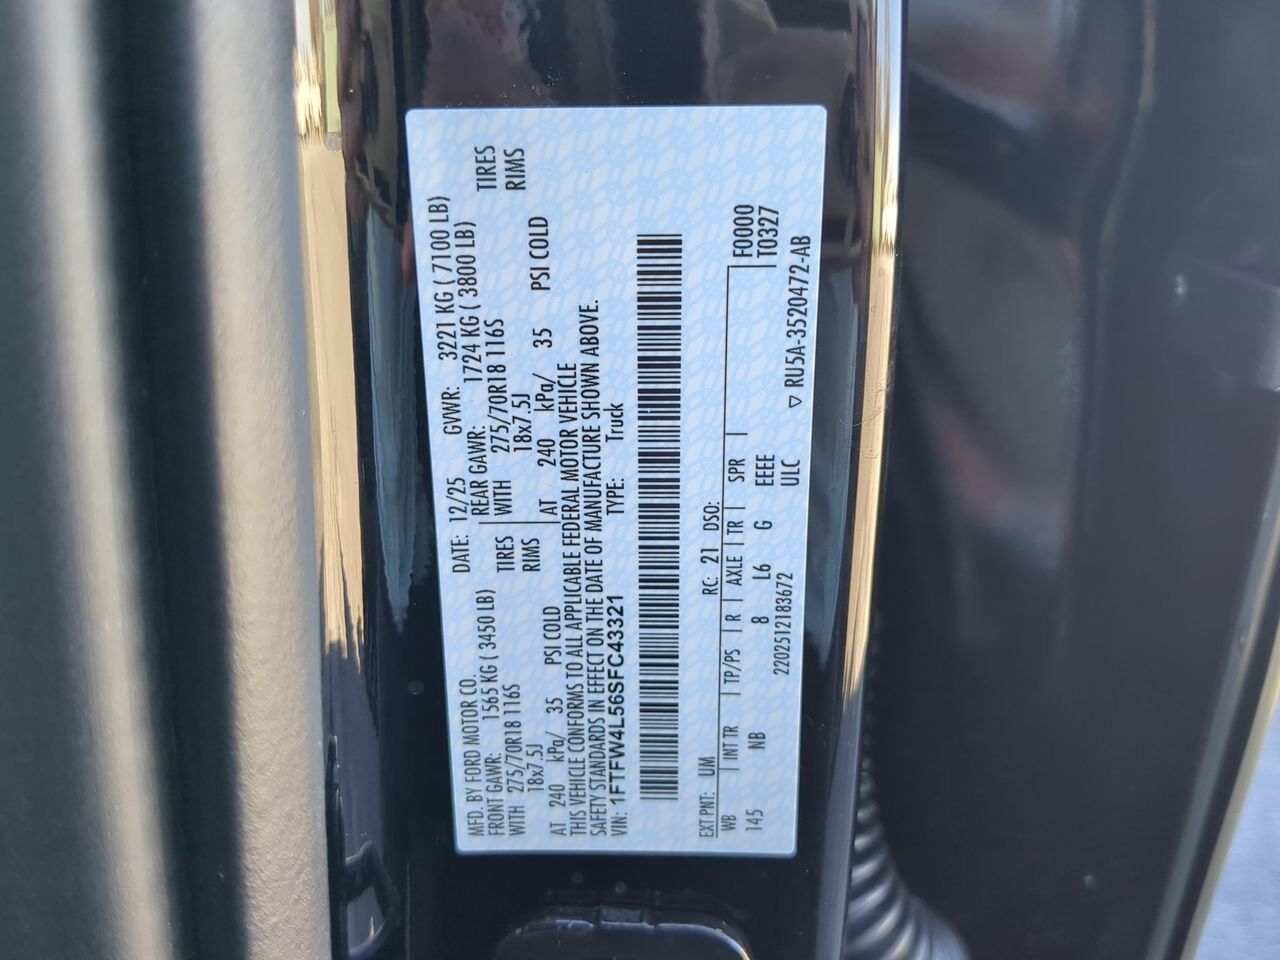 MFD. BY FORD MOTOR CO.
DATE: 12/25 GVWR: 3221 KG ( 7100 LB)
FRONT GAWR: 1565 KG ( 3450 LB)
REAR GAWR: 1724 KG ( 3800 LB)
WITH 275/70R18 116S TIRES
WITH 275/70R18 116S TIRES
18x7.5J RIMS
18x7.5J RIMS
AT 240 kPa/ 35 PSI COLD
AT 240 kPa/ 35 PSI COLD
THIS VEHICLE CONFORMS TO ALL APPLICABLE FEDERAL MOTOR VEHICLE
SAFETY STANDARDS IN EFFECT ON THE DATE OF MANUFACTURE SHOWN ABOVE.
VIN: 1FTFW4L56SFC43321 TYPE: Truck
EXT PNT: UM RC: 21 DSO:
WB | INT TR | TP/PS | R | AXLE | TR | SPR | F0000
145 NB 8 L6 G EEEE T0327
2202512183672 ULC ▽ RU5A-3520472-AB